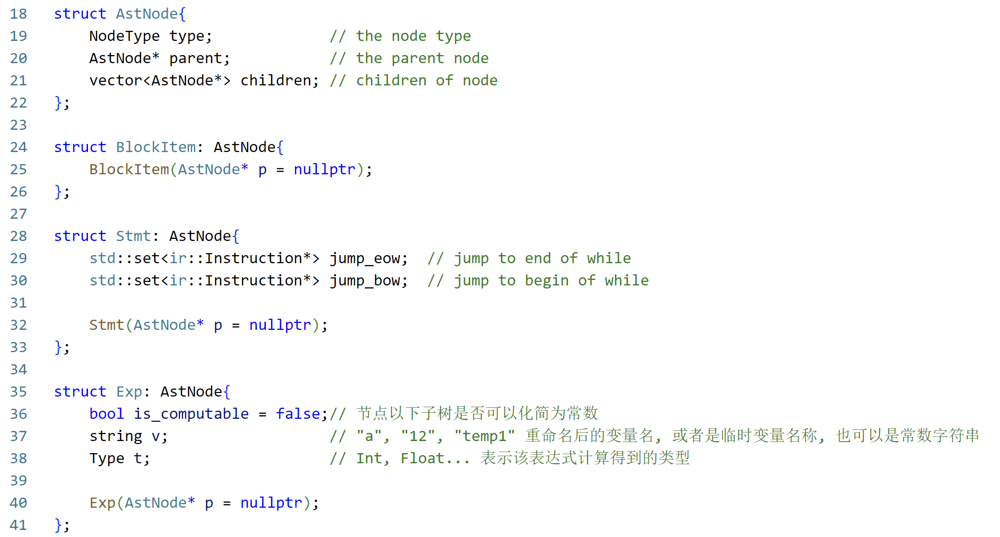 18 struct AstNode{
19     NodeType type;             // the node type
20     AstNode* parent;           // the parent node
21     vector<AstNode*> children; // children of node
22 };
23
24 struct BlockItem: AstNode{
25     BlockItem(AstNode* p = nullptr);
26 };
27
28 struct Stmt: AstNode{
29     std::set<ir::Instruction*> jump_eow;  // jump to end of while
30     std::set<ir::Instruction*> jump_bow;  // jump to begin of while
31
32     Stmt(AstNode* p = nullptr);
33 };
34
35 struct Exp: AstNode{
36     bool is_computable = false;// 节点以下子树是否可以化简为常数
37     string v;                  // "a", "12", "temp1" 重命名后的变量名, 或者是临时变量名称, 也可以是常数字符串
38     Type t;                    // Int, Float... 表示该表达式计算得到的类型
39
40     Exp(AstNode* p = nullptr);
41 };